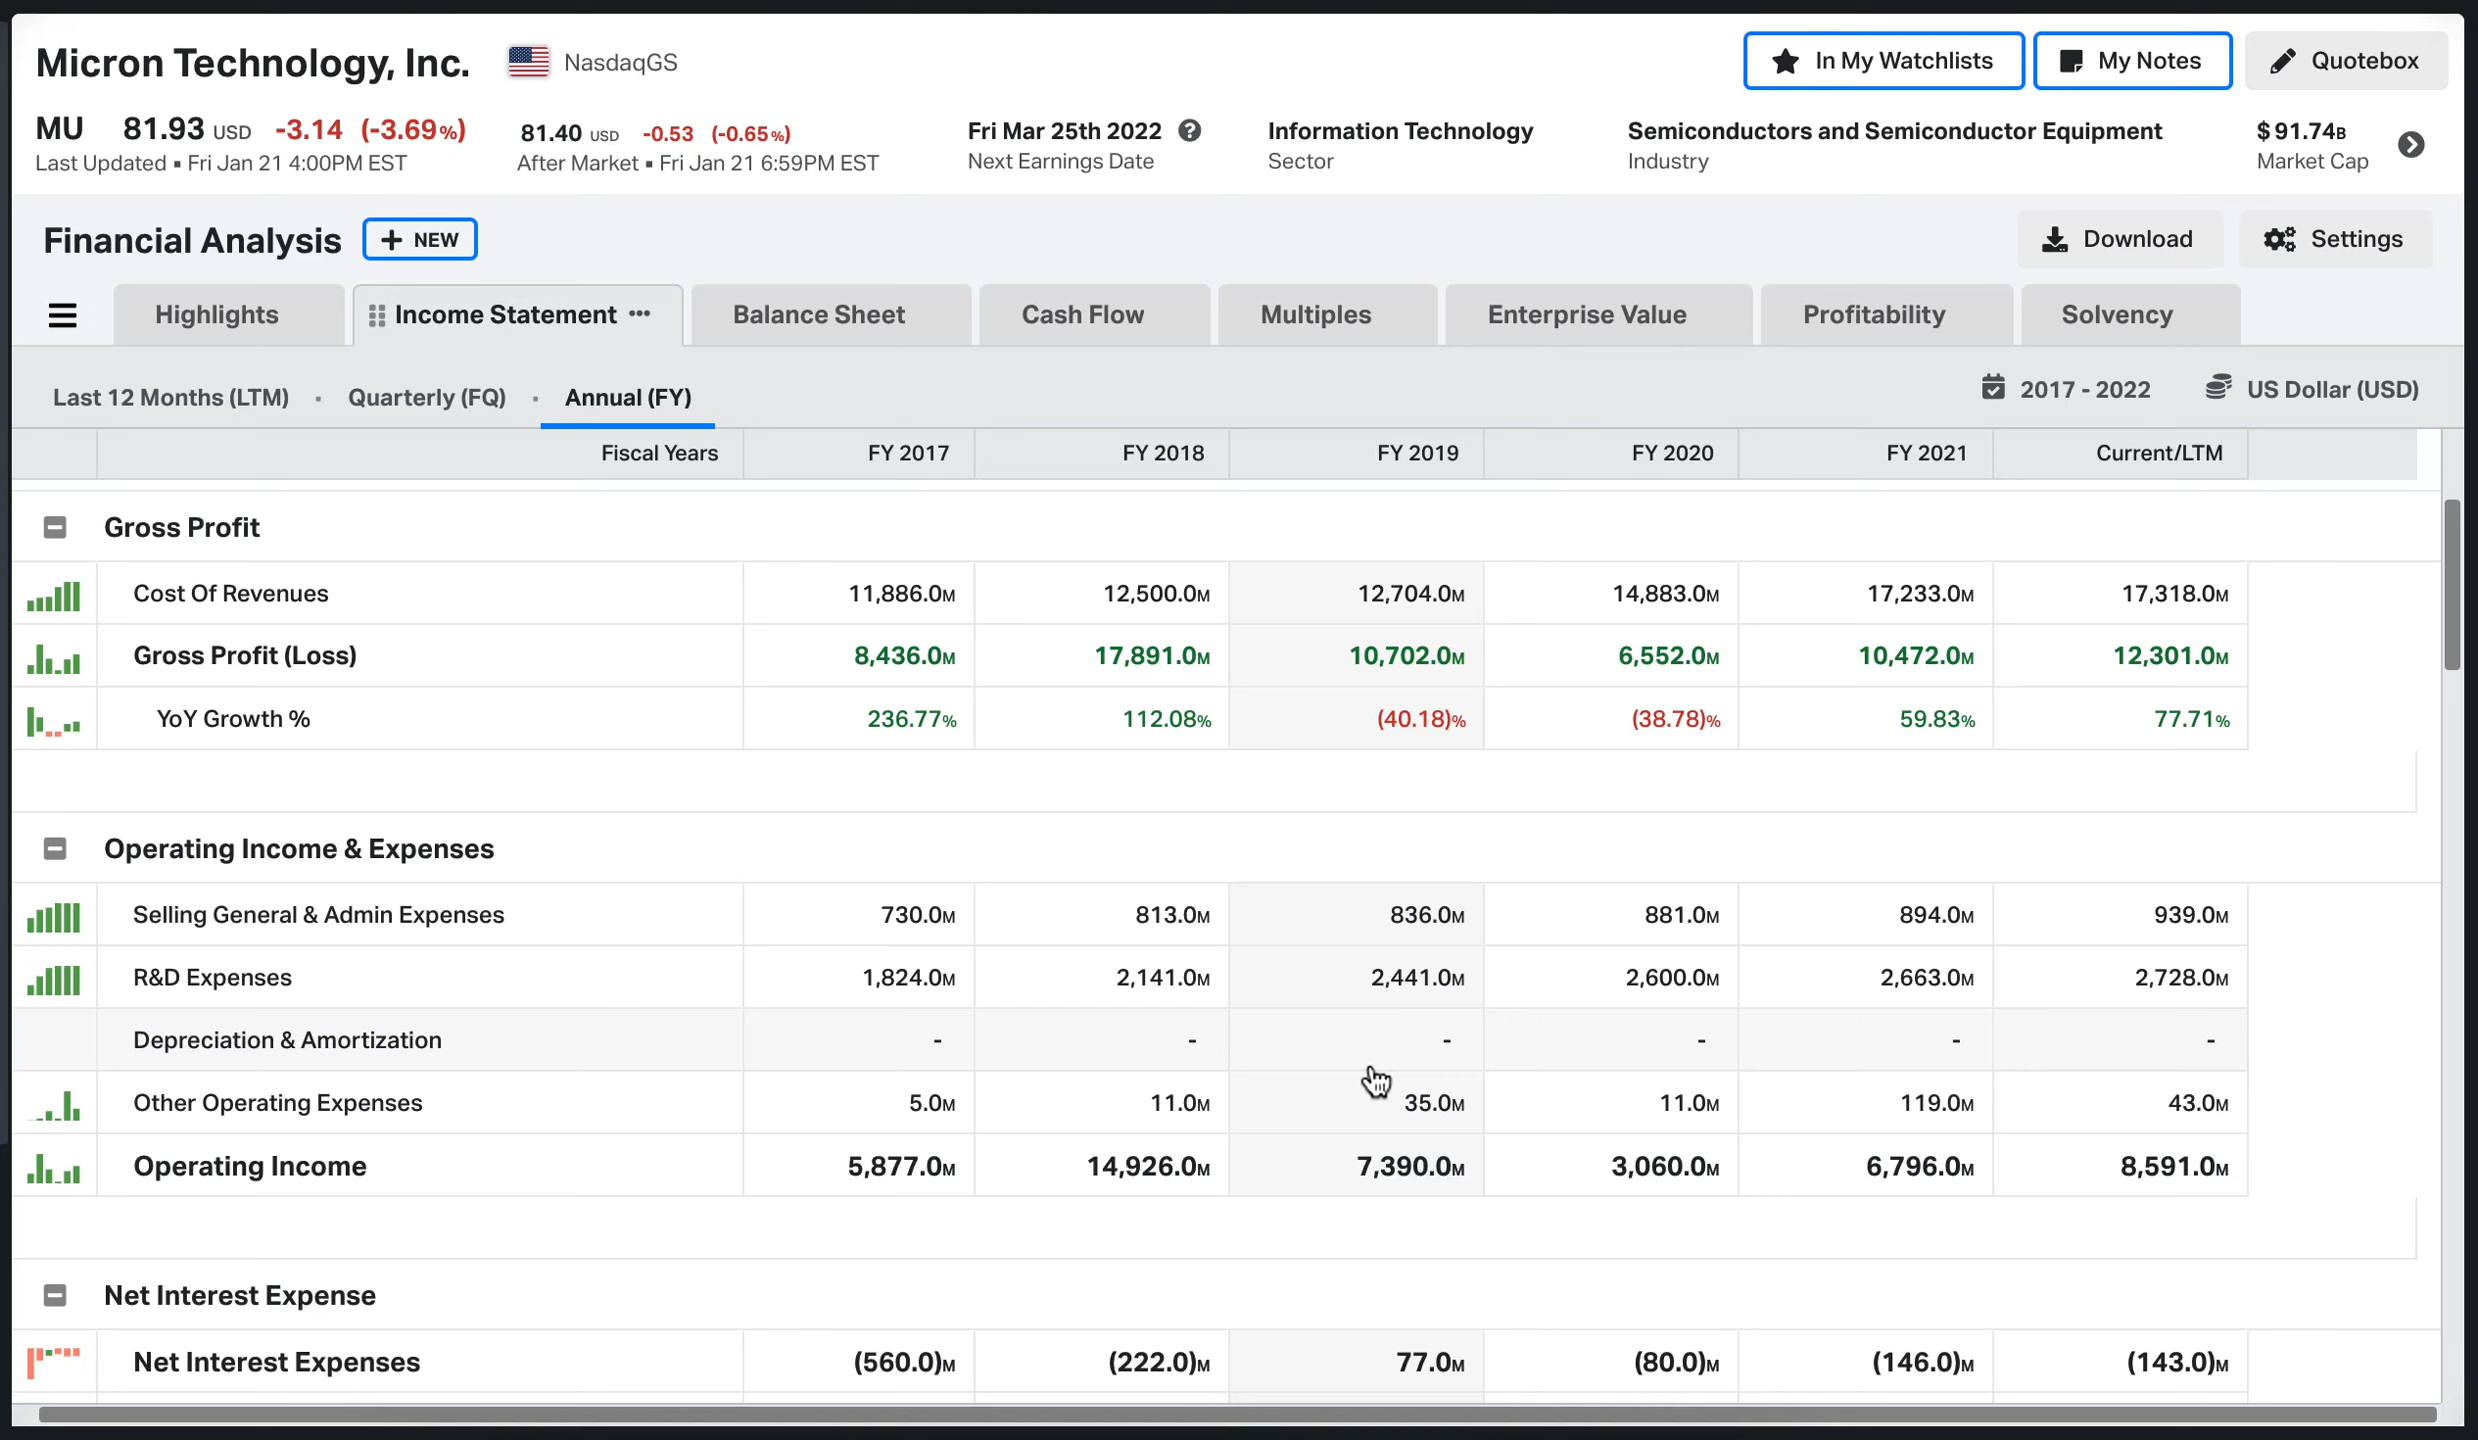 Micron Technology, Inc. NasdaqGS In My Watchlists My Notes Quotebox
MU 81.93 USD -3.14 (-3.69%) 81.40 USD -0.53 (-0.65%) Fri Mar 25th 2022 ? Information Technology Semiconductors and Semiconductor Equipment $91.74B
Last Updated ▪ Fri Jan 21 4:00PM EST After Market ▪ Fri Jan 21 6:59PM EST Next Earnings Date Sector Industry Market Cap
Financial Analysis + NEW Download Settings
Highlights Income Statement ••• Balance Sheet Cash Flow Multiples Enterprise Value Profitability Solvency
Last 12 Months (LTM) · Quarterly (FQ) · Annual (FY) 2017 - 2022 US Dollar (USD)
Fiscal Years FY 2017 FY 2018 FY 2019 FY 2020 FY 2021 Current/LTM
Gross Profit
Cost Of Revenues 11,886.0M 12,500.0M 12,704.0M 14,883.0M 17,233.0M 17,318.0M
Gross Profit (Loss) 8,436.0M 17,891.0M 10,702.0M 6,552.0M 10,472.0M 12,301.0M
YoY Growth % 236.77% 112.08% (40.18)% (38.78)% 59.83% 77.71%
Operating Income & Expenses
Selling General & Admin Expenses 730.0M 813.0M 836.0M 881.0M 894.0M 939.0M
R&D Expenses 1,824.0M 2,141.0M 2,441.0M 2,600.0M 2,663.0M 2,728.0M
Depreciation & Amortization - - - - - -
Other Operating Expenses 5.0M 11.0M 35.0M 11.0M 119.0M 43.0M
Operating Income 5,877.0M 14,926.0M 7,390.0M 3,060.0M 6,796.0M 8,591.0M
Net Interest Expense
Net Interest Expenses (560.0)M (222.0)M 77.0M (80.0)M (146.0)M (143.0)M